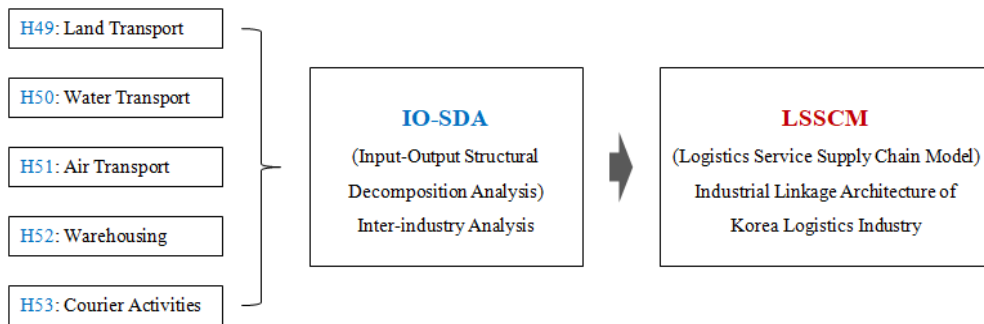 H49: Land Transport
H50: Water Transport
H51: Air Transport
H52: Warehousing
H53: Courier Activities
IO-SDA
(Input-Output Structural
Decomposition Analysis)
Inter-industry Analysis
LSSCM
(Logistics Service Supply Chain Model)
Industrial Linkage Architecture of
Korea Logistics Industry